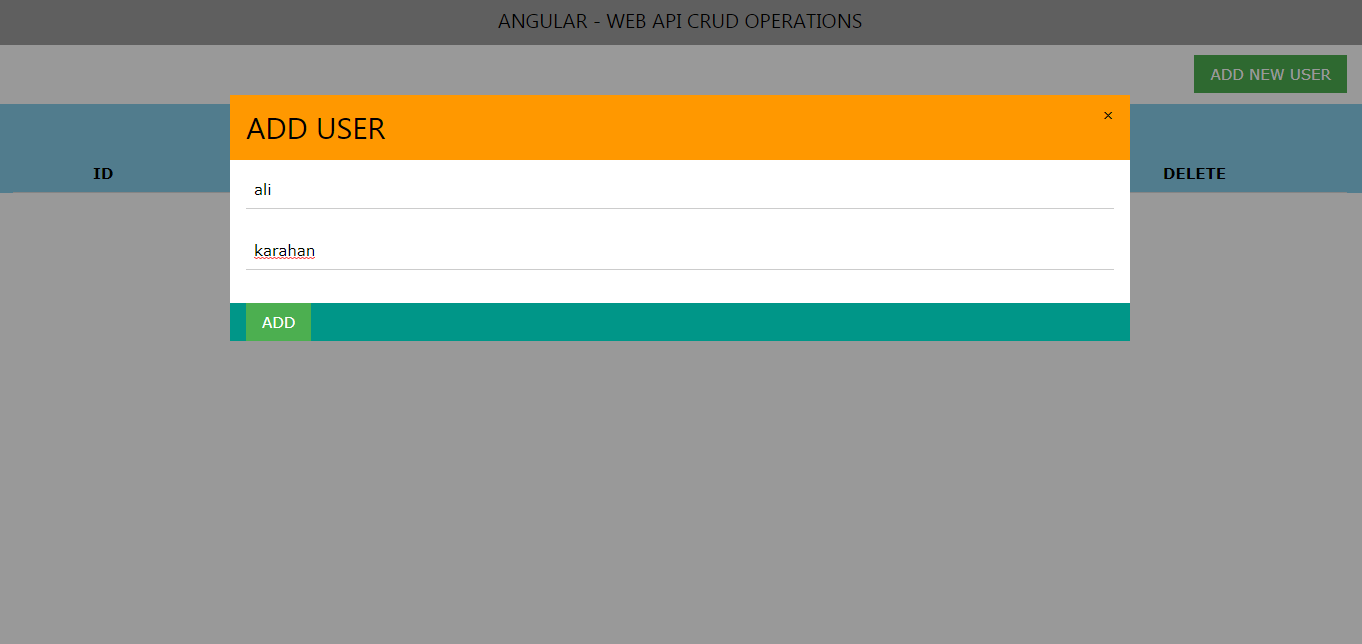 ANGULAR - WEB API CRUD OPERATIONS
ADD NEW USER
ADD USER ×
ID DELETE
ali
karahan
ADD